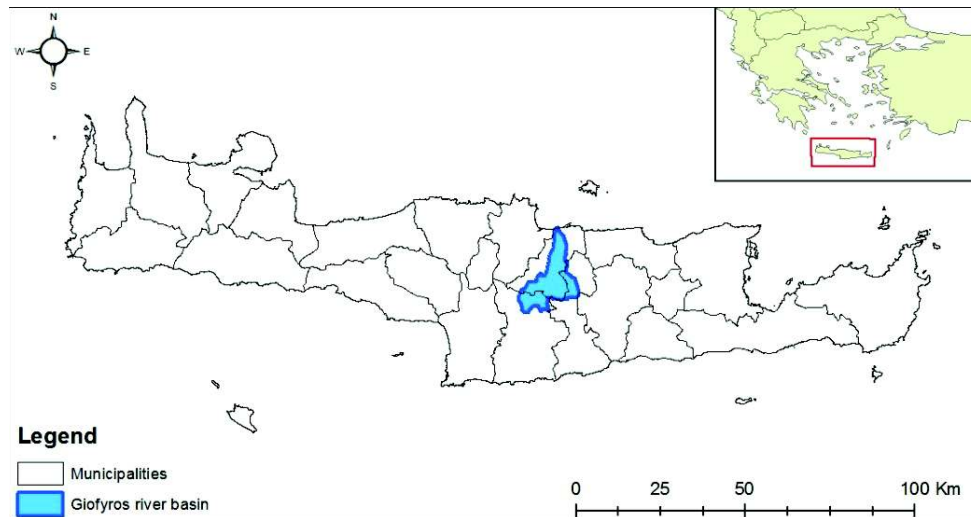 N
W E
S
Legend
Municipalities
Giofyros river basin
0 25 50 100 Km